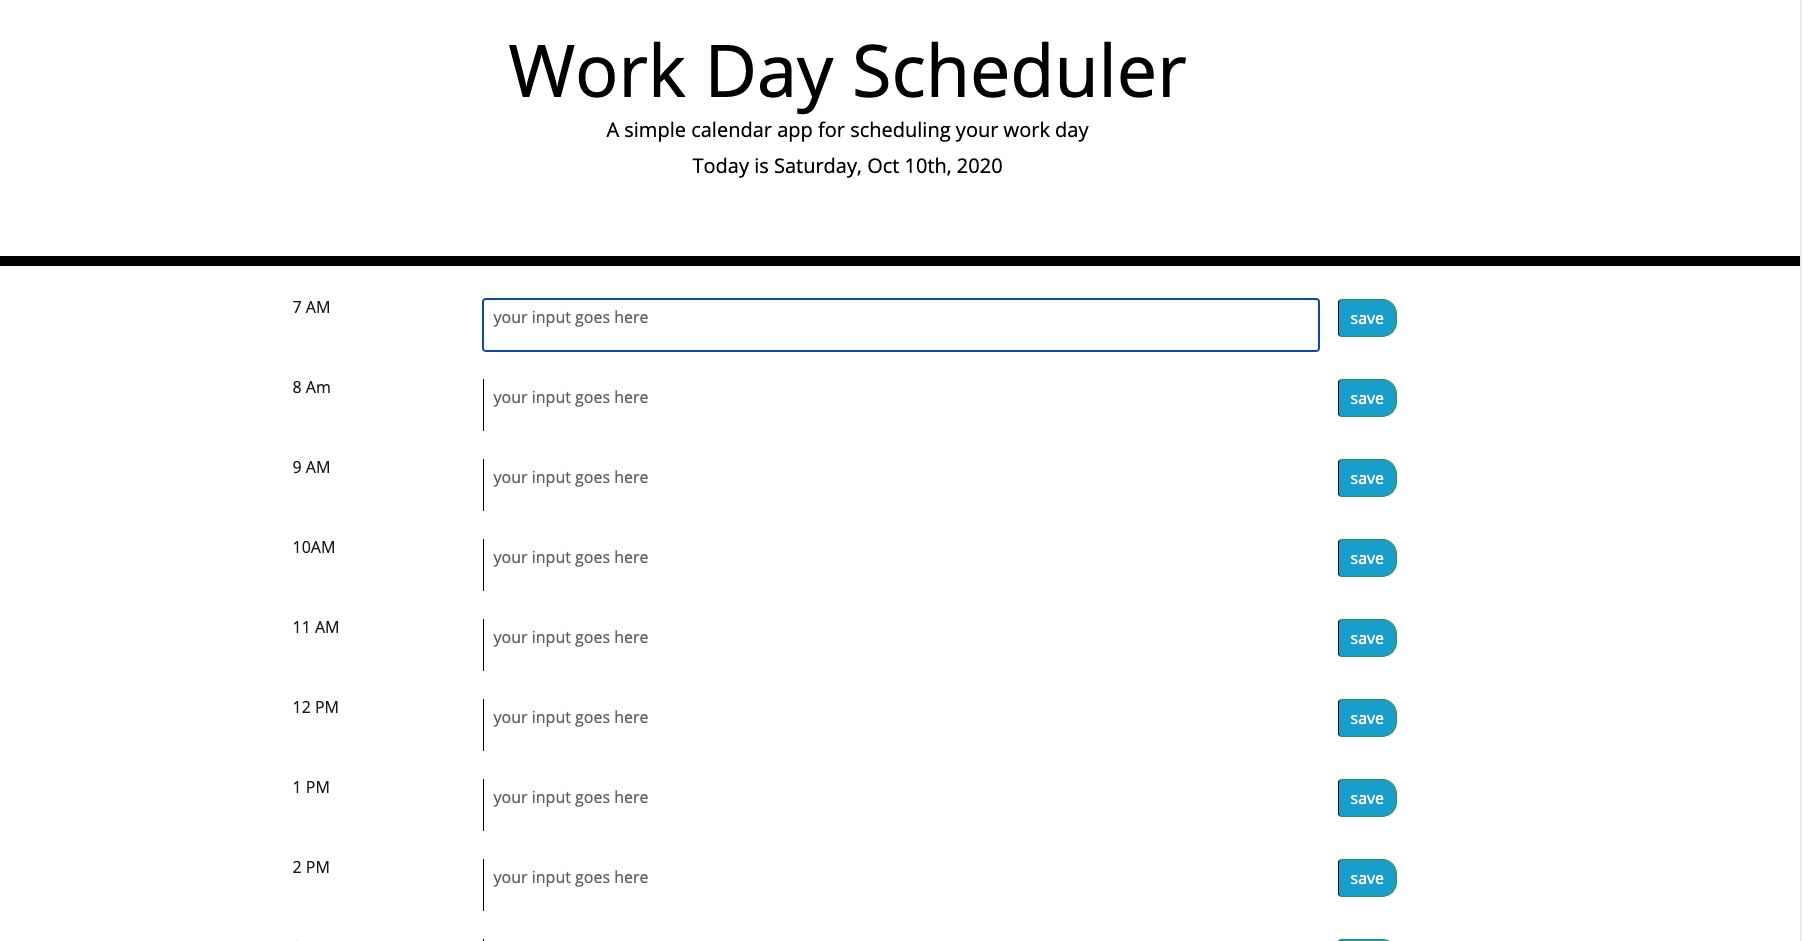 Work Day Scheduler
A simple calendar app for scheduling your work day
Today is Saturday, Oct 10th, 2020
7 AM your input goes here save
8 Am your input goes here save
9 AM your input goes here save
10AM your input goes here save
11 AM your input goes here save
12 PM your input goes here save
1 PM your input goes here save
2 PM your input goes here save